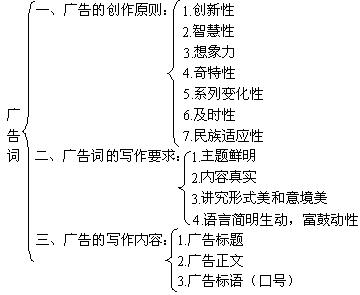 广告词
一、广告的创作原则：
1.创新性
2.智慧性
3.想象力
4.奇特性
5.系列变化性
6.及时性
7.民族适应性
二、广告词的写作要求：
1.主题鲜明
2.内容真实
3.讲究形式美和意境美
4.语言简明生动，富鼓动性
三、广告的写作内容：
1.广告标题
2.广告正文
3.广告标语（口号）